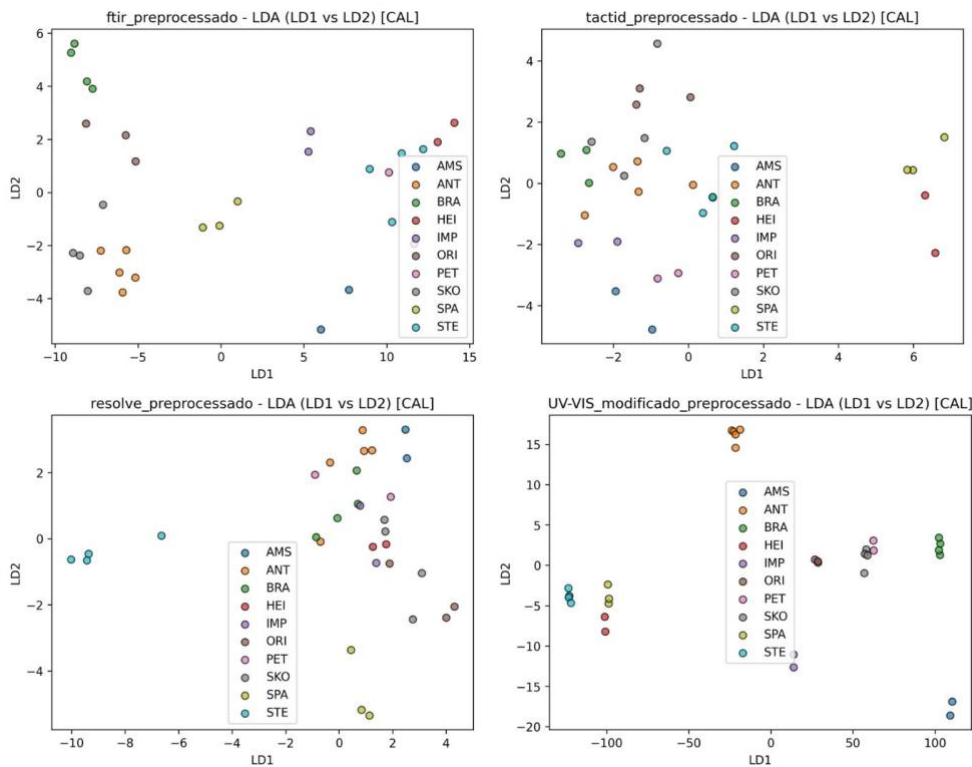 ftir_preprocessado - LDA (LD1 vs LD2) [CAL]
6
4
2
0
−2
−4
LD2
−10
−5
0
5
10
15
LD1
AMS
ANT
BRA
HEI
IMP
ORI
PET
SKO
SPA
STE
tactid_preprocessado - LDA (LD1 vs LD2) [CAL]
4
2
0
−2
−4
LD2
−2
0
2
4
6
LD1
AMS
ANT
BRA
HEI
IMP
ORI
PET
SKO
SPA
STE
resolve_preprocessado - LDA (LD1 vs LD2) [CAL]
2
0
−2
−4
LD2
−10
−8
−6
−4
−2
0
2
4
LD1
AMS
ANT
BRA
HEI
IMP
ORI
PET
SKO
SPA
STE
UV-VIS_modificado_preprocessado - LDA (LD1 vs LD2) [CAL]
15
10
5
0
−5
−10
−15
−20
LD2
−100
−50
0
50
100
LD1
AMS
ANT
BRA
HEI
IMP
ORI
PET
SKO
SPA
STE